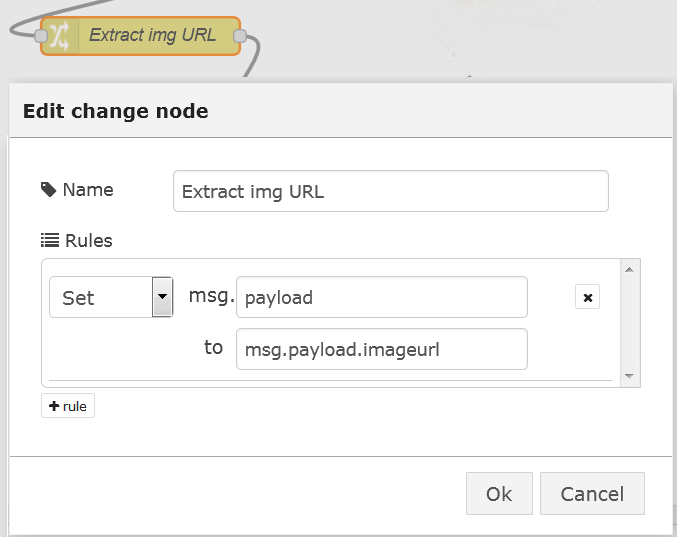 Extract img URL
Edit change node
Name
Extract img URL
Rules
Set msg. payload
to msg.payload.imageurl
rule
Ok Cancel